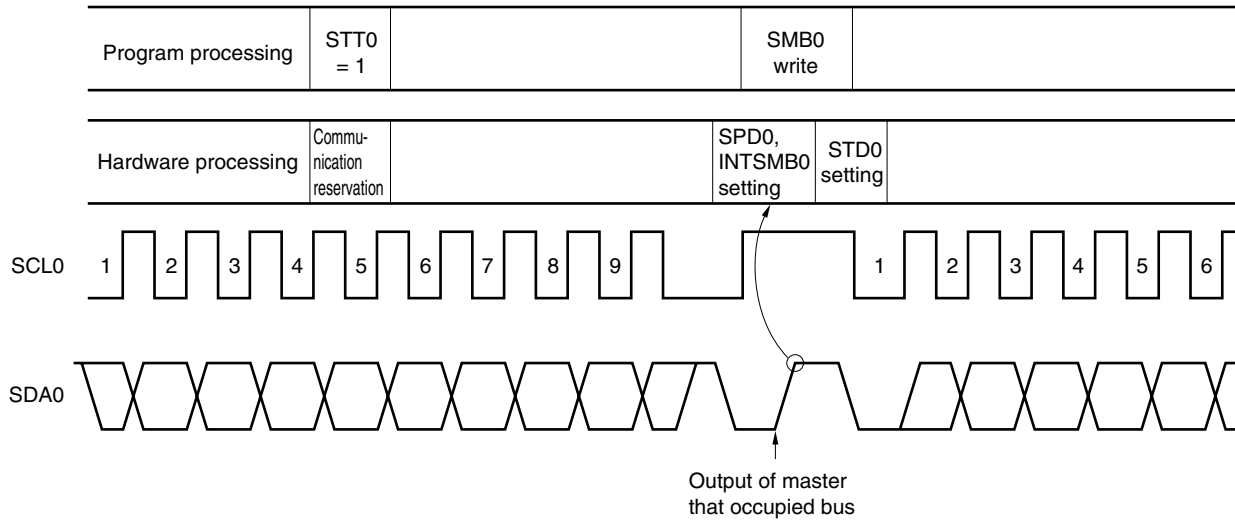 Program processing
STT0
= 1
SMB0
write
Hardware processing
Commu-
nication
reservation
SPD0,
INTSMB0
setting
STD0
setting
SCL0
1 2 3 4 5 6 7 8 9 1 2 3 4 5 6
SDA0
Output of master
that occupied bus